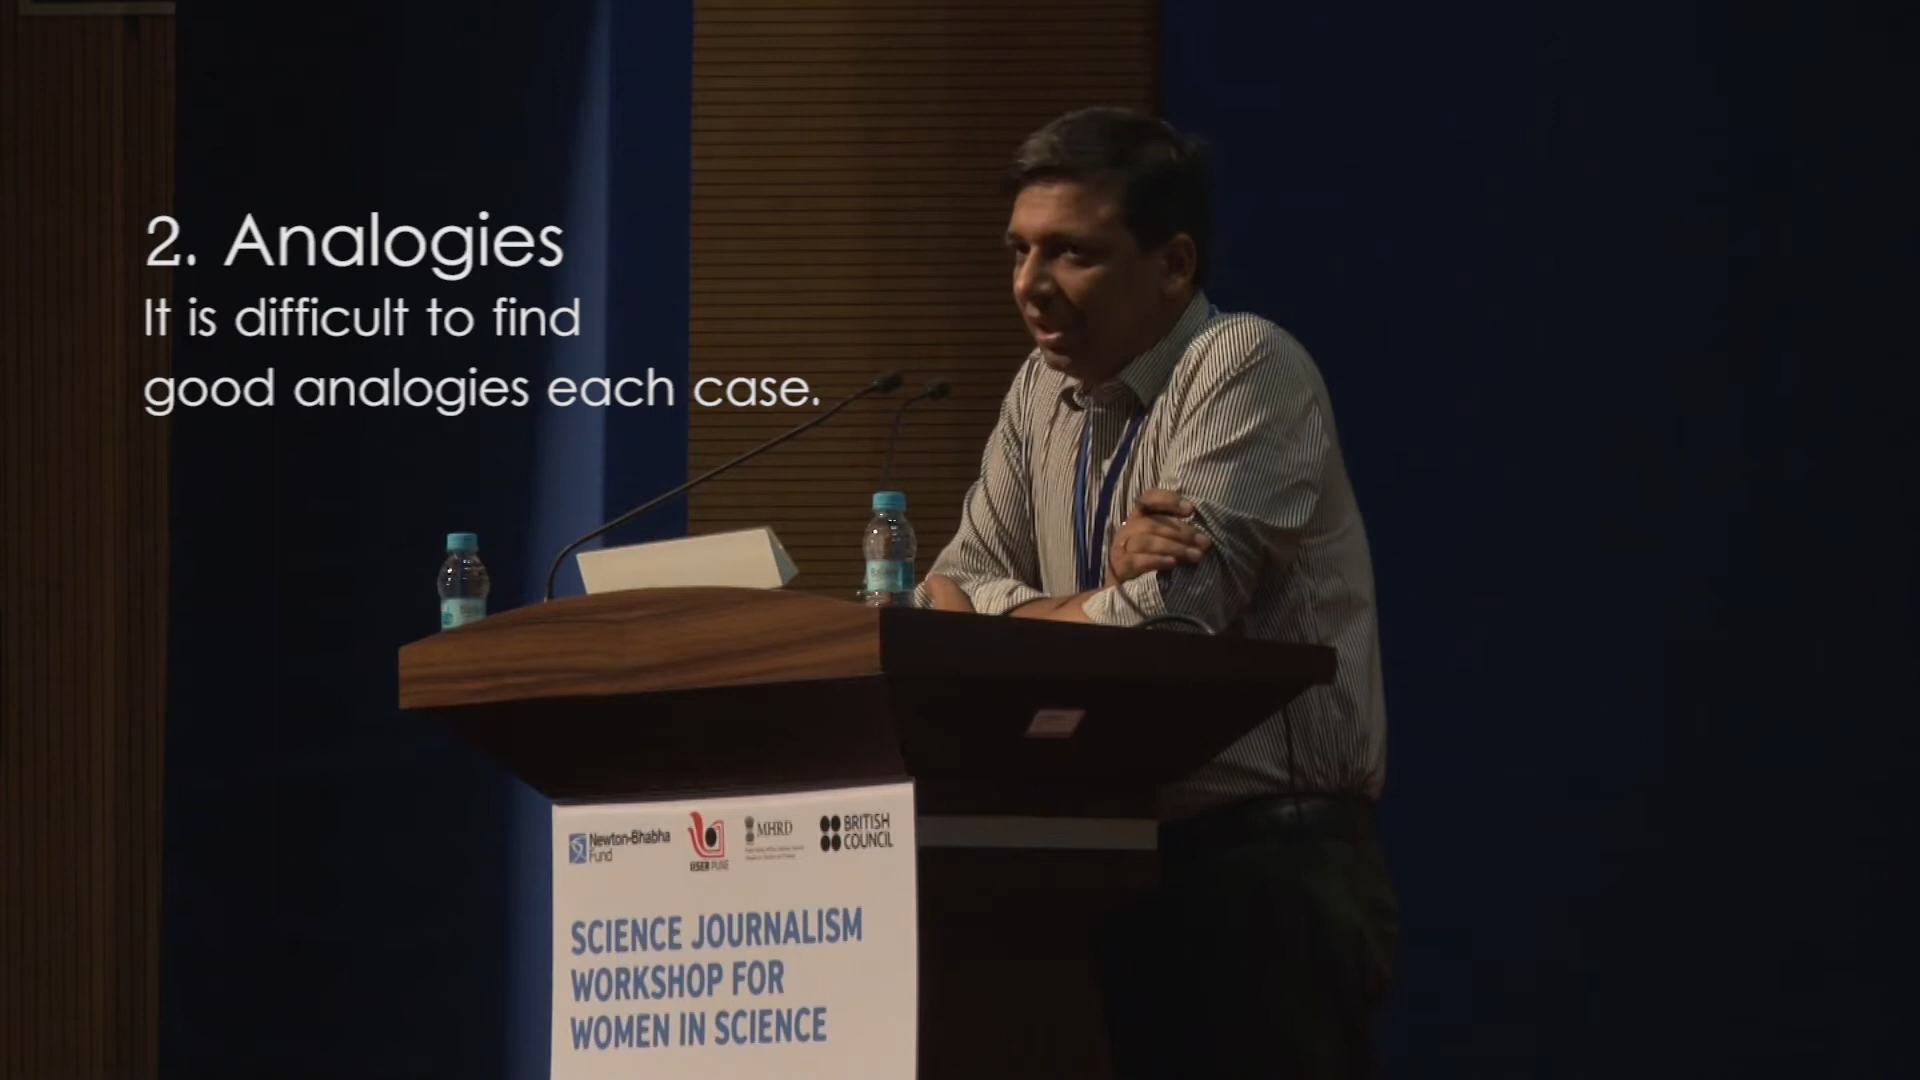 2. Analogies
It is difficult to find
good analogies each case.
Newton-Bhabha
Fund
IISER PUNE
MHRD
BRITISH
COUNCIL
SCIENCE JOURNALISM
WORKSHOP FOR
WOMEN IN SCIENCE